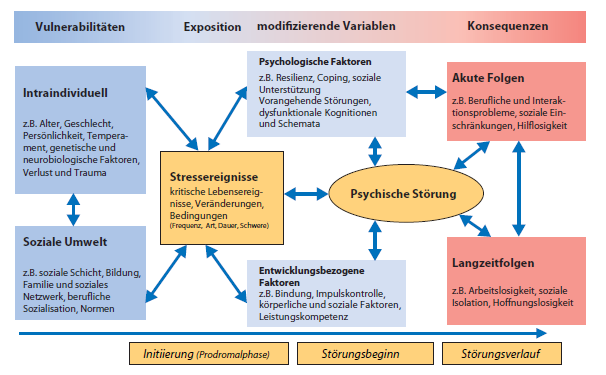 Vulnerabilitäten
Exposition
modifizierende Variablen
Konsequenzen
Intraindividuell
z.B. Alter, Geschlecht,
Persönlichkeit, Tempera-
ment, genetische und
neurobiologische Faktoren,
Verlust und Trauma
Soziale Umwelt
z.B. soziale Schicht, Bildung,
Familie und soziales
Netzwerk, berufliche
Sozialisation, Normen
Stressereignisse
kritische Lebensereig-
nisse, Veränderungen,
Bedingungen
(Frequenz, Art, Dauer, Schwere)
Psychologische Faktoren
z.B. Resilienz, Coping, soziale
Unterstützung
Vorangehende Störungen,
dysfunktionale Kognitionen
und Schemata
Psychische Störung
Entwicklungsbezogene
Faktoren
z.B. Bindung, Impulskontrolle,
körperliche und soziale Faktoren,
Leistungskompetenz
Akute Folgen
z.B. Berufliche und Interak-
tionsprobleme, soziale Ein-
schränkungen, Hilflosigkeit
Langzeitfolgen
z.B. Arbeitslosigkeit, soziale
Isolation, Hoffnungslosigkeit
Initiierung (Prodromalphase)
Störungsbeginn
Störungsverlauf